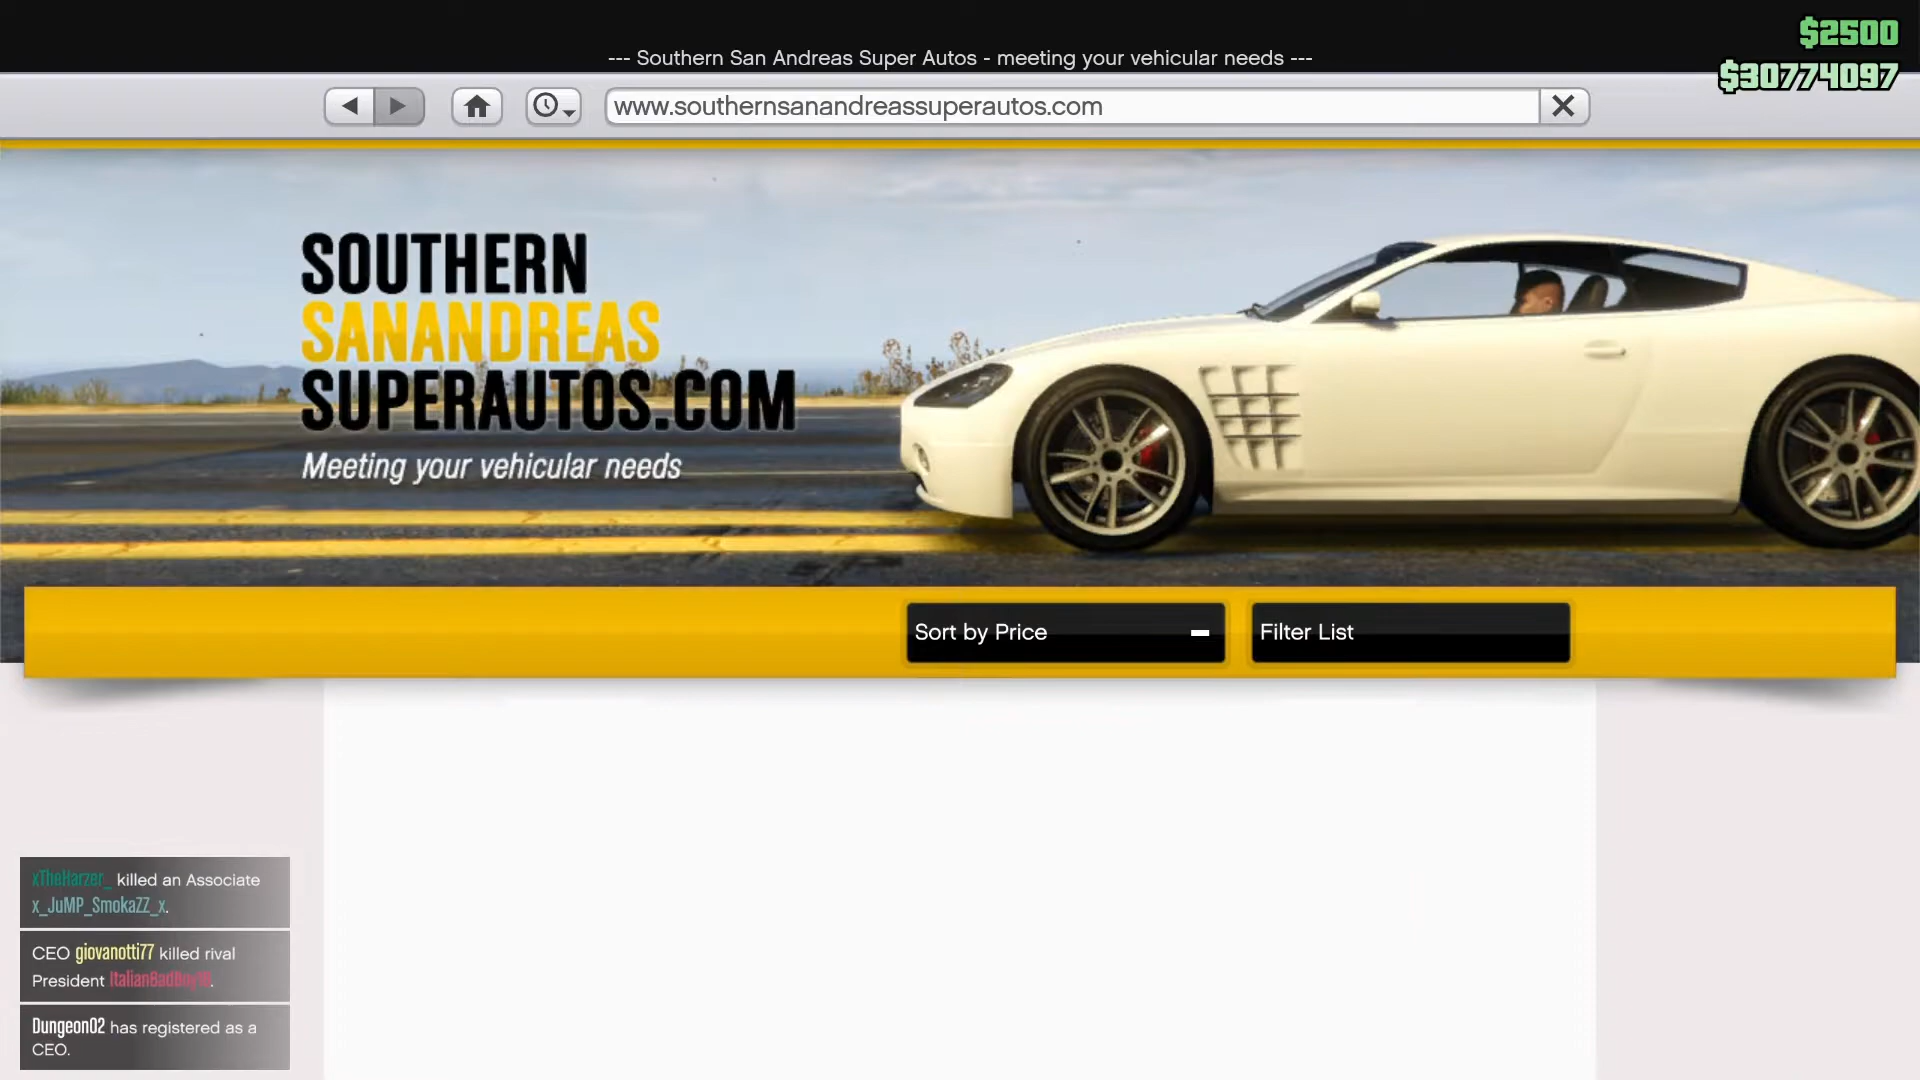 $2500
--- Southern San Andreas Super Autos - meeting your vehicular needs ---
$30774097
www.southernsanandreassuperautos.com
SOUTHERN
SANANDREAS
SUPERAUTOS.COM
Meeting your vehicular needs
Sort by Price
Filter List
xTheHarzer_ killed an Associate
x_JuMP_SmokaZZ_x.
CEO giovanotti77 killed rival
President
Dungeon02 has registered as a
CEO.